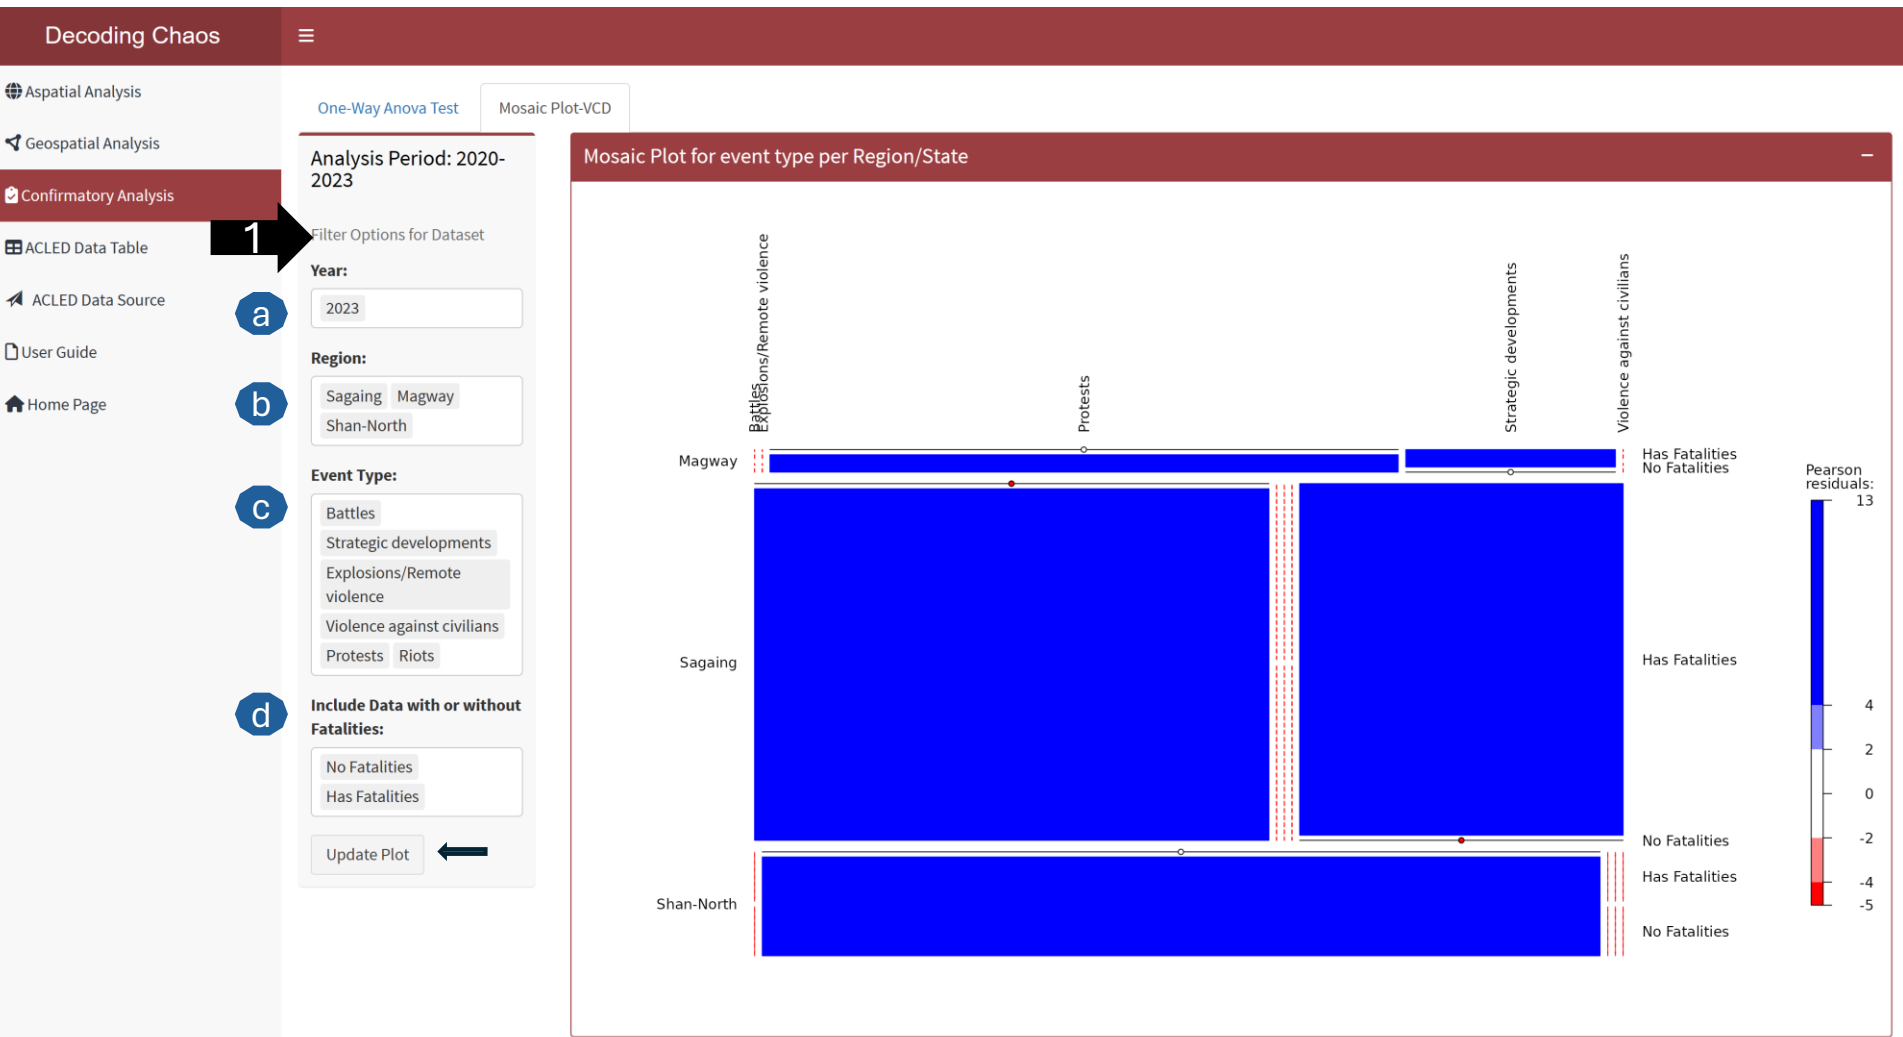 Decoding Chaos
Aspatial Analysis
Geospatial Analysis
Confirmatory Analysis
ACLED Data Table
ACLED Data Source
User Guide
Home Page
One-Way Anova Test
Mosaic Plot-VCD
Analysis Period: 2020-
2023
1
Filter Options for Dataset
Year:
a
2023
Region:
b
Sagaing Magway
Shan-North
Event Type:
c
Battles
Strategic developments
Explosions/Remote
violence
Violence against civilians
Protests Riots
d
Include Data with or without
Fatalities:
No Fatalities
Has Fatalities
Update Plot
Mosaic Plot for event type per Region/State
Battles
Explosions/Remote violence
Protests
Strategic developments
Violence against civilians
Magway
Sagaing
Shan-North
Has Fatalities
No Fatalities
Has Fatalities
No Fatalities
Has Fatalities
No Fatalities
Pearson
residuals:
13
4
2
0
-2
-4
-5